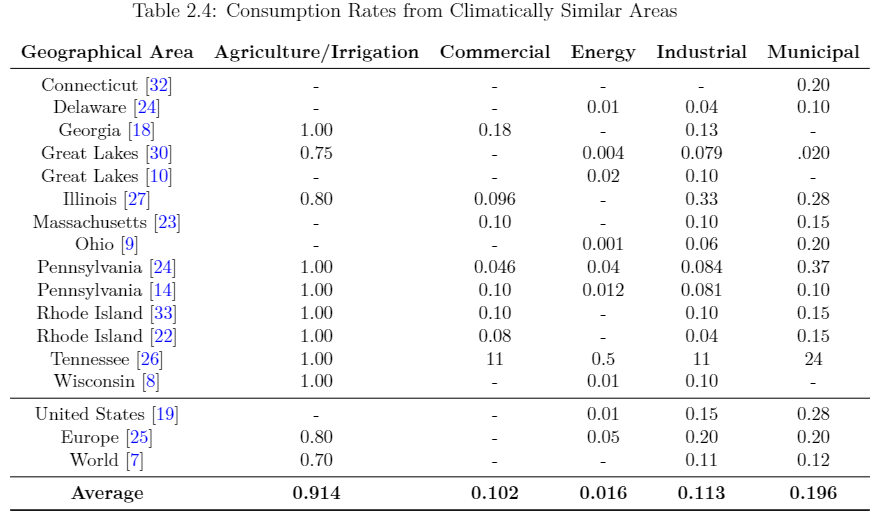 Table 2.4: Consumption Rates from Climatically Similar Areas
Geographical Area Agriculture/Irrigation Commercial Energy Industrial Municipal
Connecticut [32] - - - - 0.20
Delaware [24] - - 0.01 0.04 0.10
Georgia [18] 1.00 0.18 - 0.13 -
Great Lakes [30] 0.75 - 0.004 0.079 .020
Great Lakes [10] - - 0.02 0.10 -
Illinois [27] 0.80 0.096 - 0.33 0.28
Massachusetts [23] - 0.10 - 0.10 0.15
Ohio [9] - - 0.001 0.06 0.20
Pennsylvania [24] 1.00 0.046 0.04 0.084 0.37
Pennsylvania [14] 1.00 0.10 0.012 0.081 0.10
Rhode Island [33] 1.00 0.10 - 0.10 0.15
Rhode Island [22] 1.00 0.08 - 0.04 0.15
Tennessee [26] 1.00 11 0.5 11 24
Wisconsin [8] 1.00 - 0.01 0.10 -
United States [19] - - 0.01 0.15 0.28
Europe [25] 0.80 - 0.05 0.20 0.20
World [7] 0.70 - - 0.11 0.12
Average 0.914 0.102 0.016 0.113 0.196